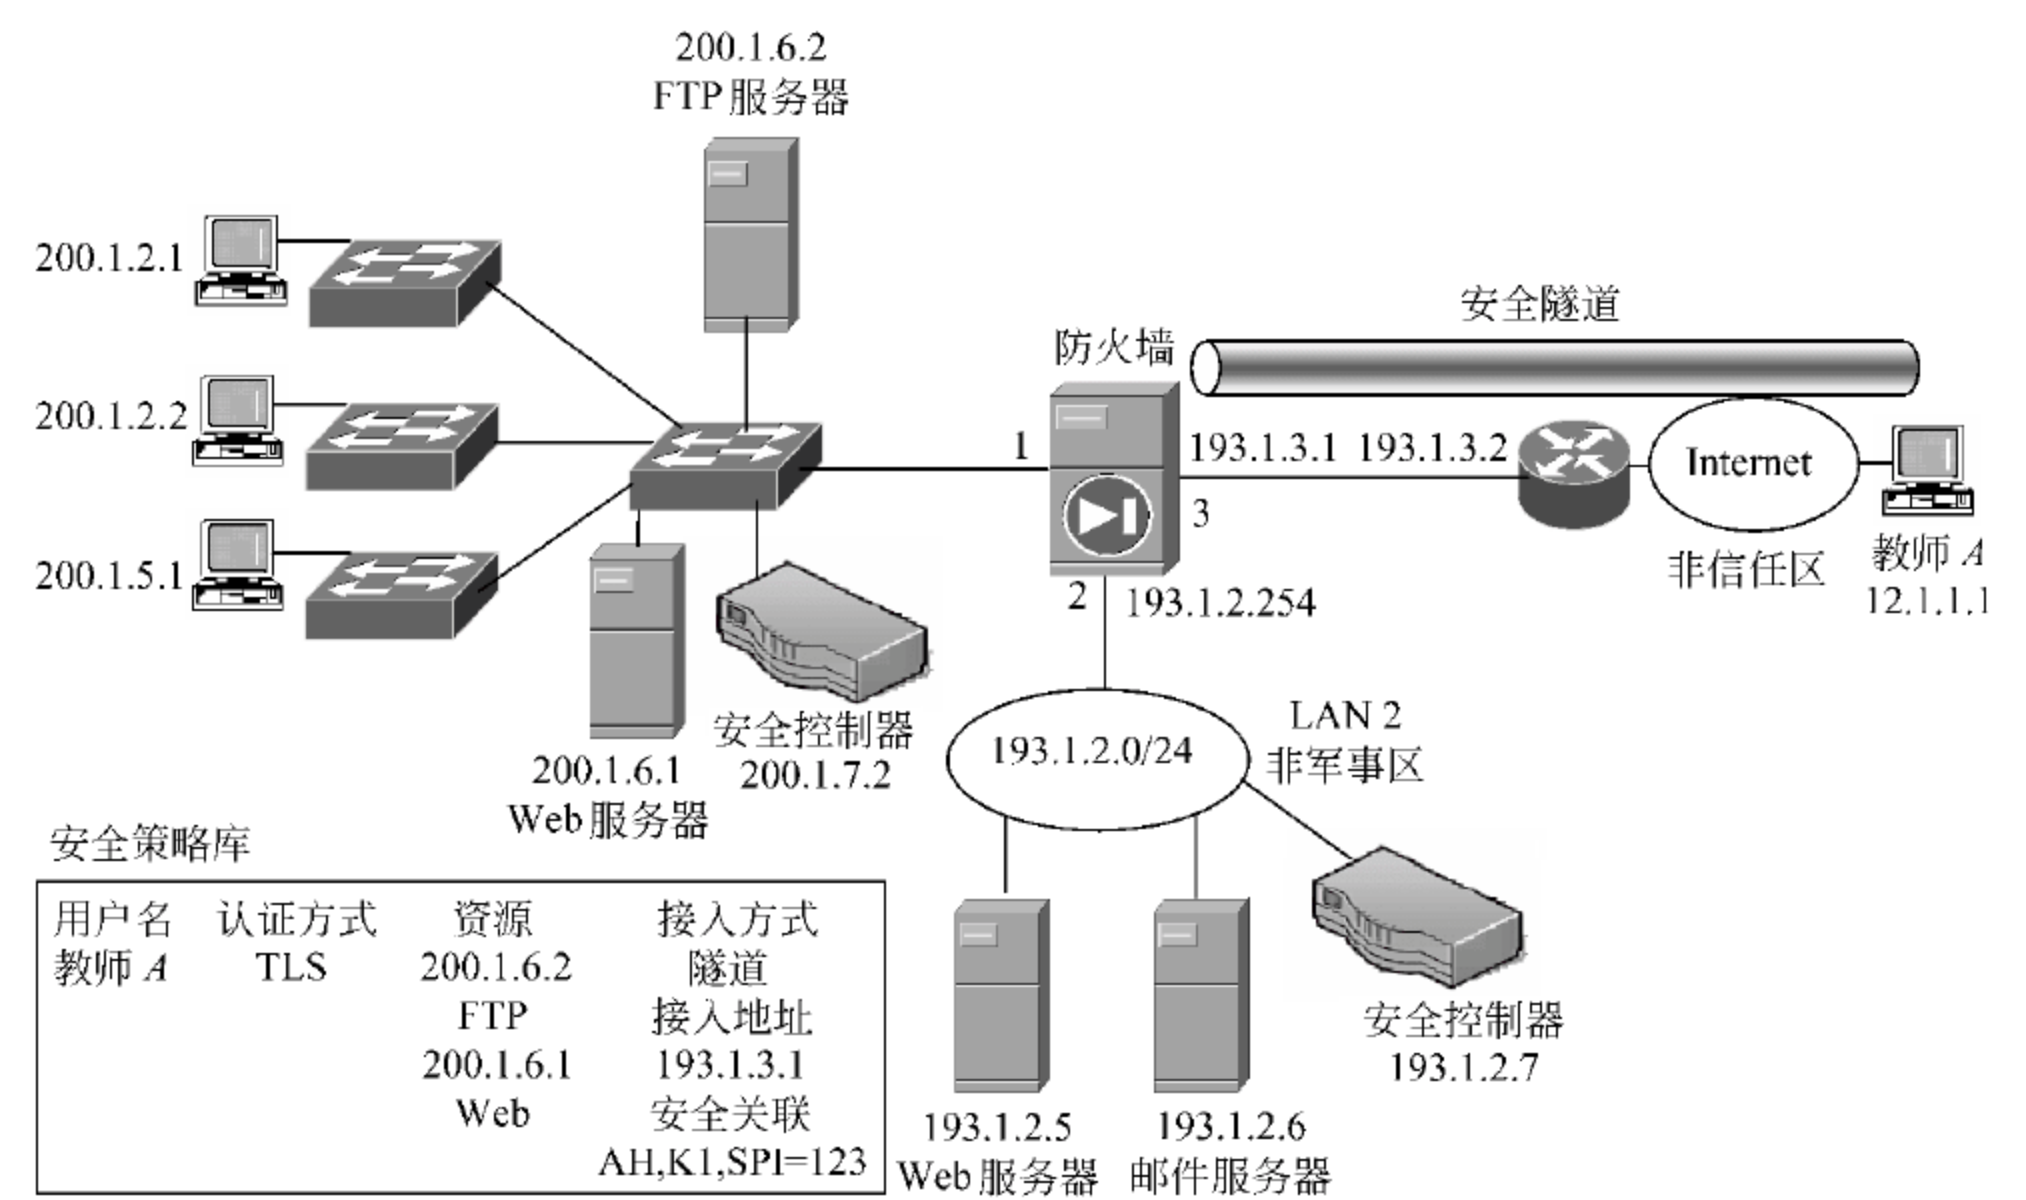 200.1.6.2
FTP服务器
200.1.2.1
安全隧道
防火墙
200.1.2.2
1
193.1.3.1
193.1.3.2
Internet
3
200.1.5.1
非信任区
教师 A
12.1.1.1
2
193.1.2.254
安全控制器
200.1.7.2
200.1.6.1
Web服务器
LAN 2
非军事区
193.1.2.0/24
安全策略库
用户名 认证方式 资源 接入方式
教师 A TLS 200.1.6.2 隧道
FTP 接入地址
200.1.6.1 193.1.3.1
Web 安全关联
AH,K1,SPI=123
安全控制器
193.1.2.7
193.1.2.5
Web服务器
193.1.2.6
邮件服务器